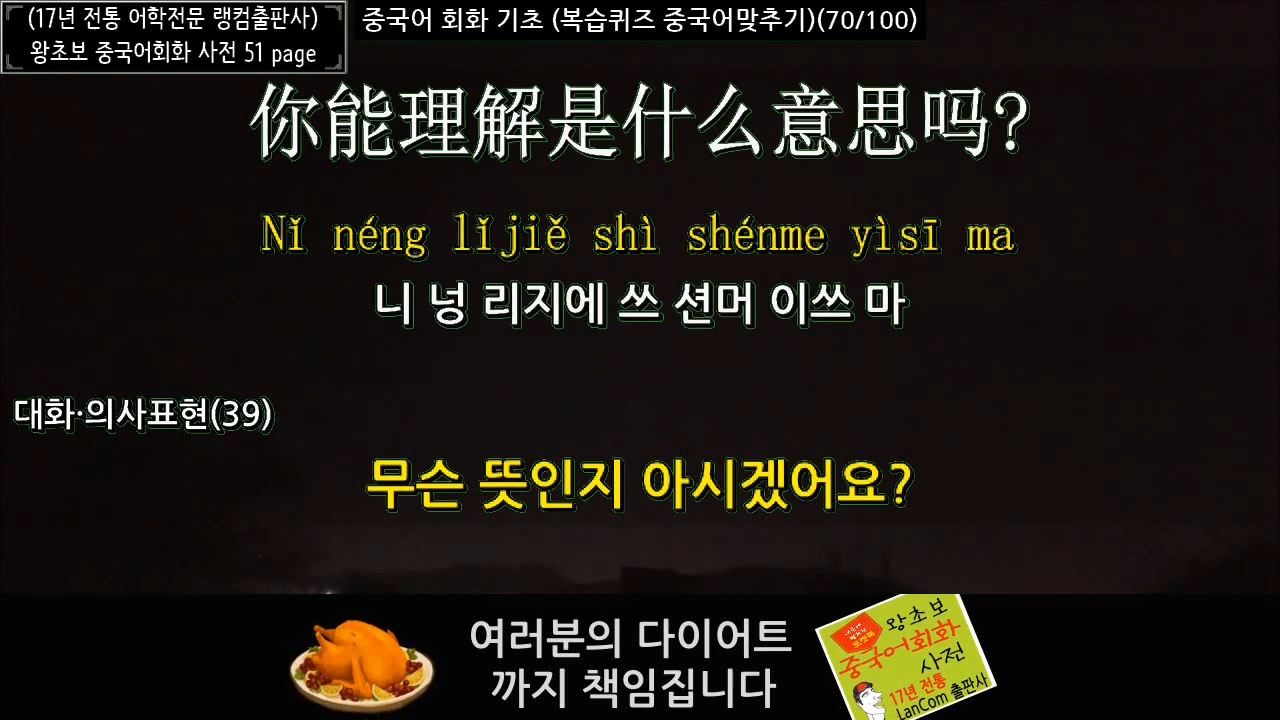 (17년 전통 어학전문 랭컴출판사)
왕초보 중국어회화 사전 51 page
중국어 회화 기초 (복습퀴즈 중국어맞추기)(70/100)
你能理解是什么意思吗?
Nǐ néng lǐjiě shì shénme yìsī ma
니 넝 리지에 쓰 션머 이쓰 마
대화·의사표현(39)
무슨 뜻인지 아시겠어요?
여러분의 다이어트
까지 책임집니다
왕초보
중국어회화
사전
17년 전통
LanCom 출판사